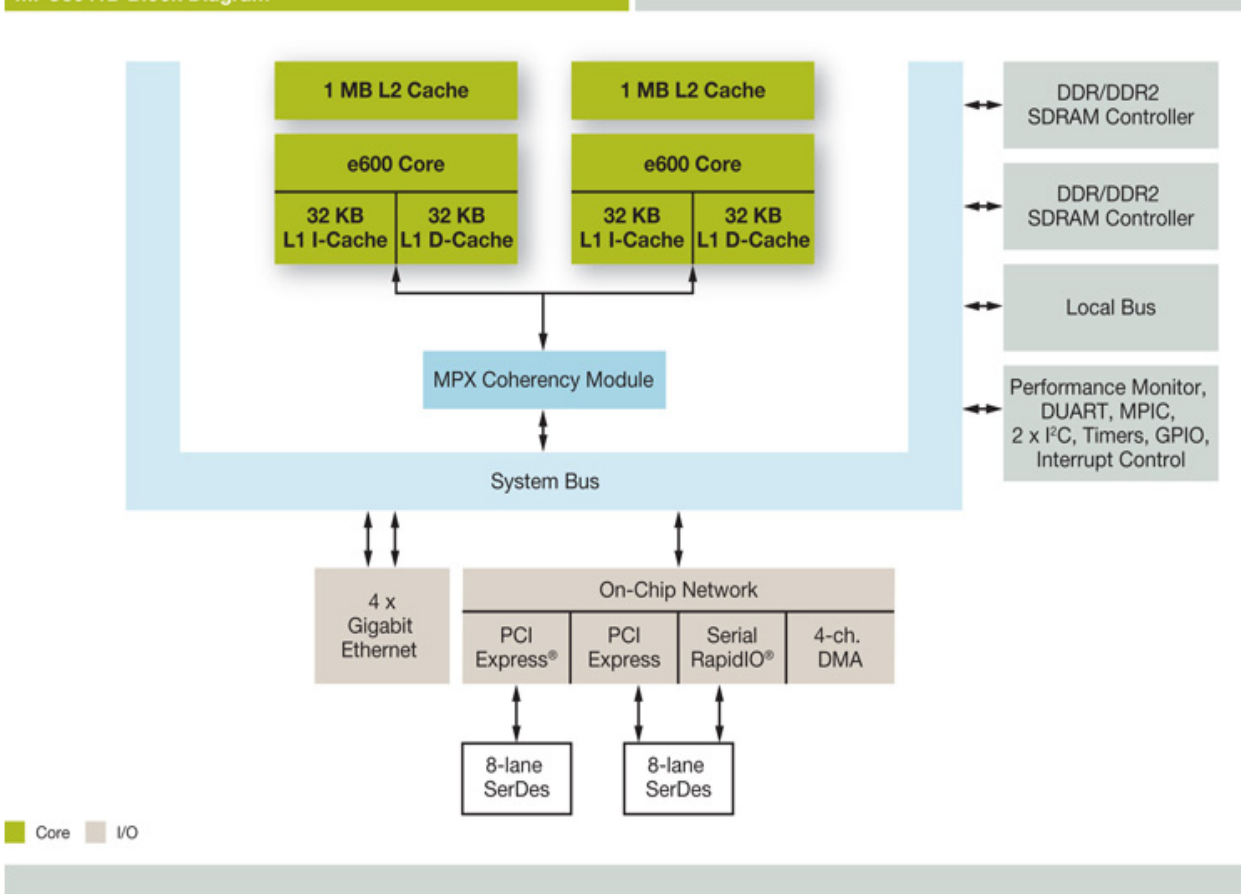 1 MB L2 Cache
1 MB L2 Cache
e600 Core
e600 Core
32 KB
L1 I-Cache
32 KB
L1 D-Cache
32 KB
L1 I-Cache
32 KB
L1 D-Cache
MPX Coherency Module
System Bus
DDR/DDR2
SDRAM Controller
DDR/DDR2
SDRAM Controller
Local Bus
Performance Monitor,
DUART, MPIC,
2 x I²C, Timers, GPIO,
Interrupt Control
4 x
Gigabit
Ethernet
On-Chip Network
PCI
Express®
PCI
Express
Serial
RapidIO®
4-ch.
DMA
8-lane
SerDes
8-lane
SerDes
Core
I/O